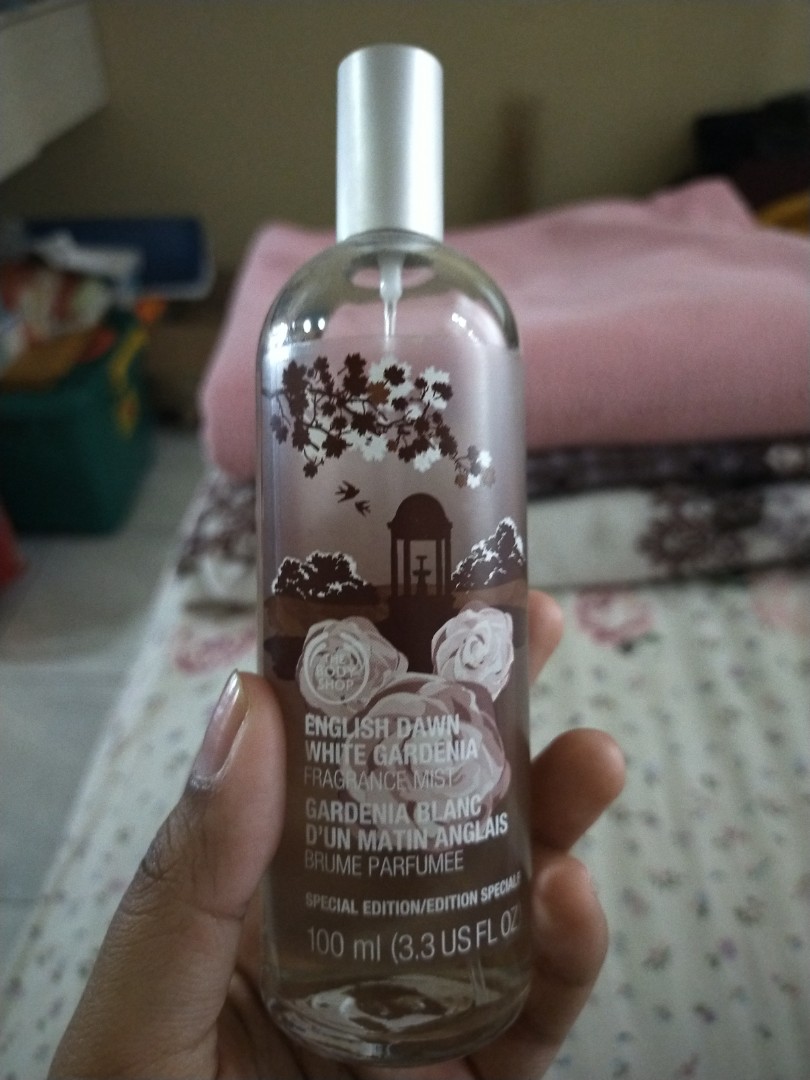 THE
BODY
SHOP
ENGLISH DAWN
WHITE GARDENIA
FRAGRANCE MIST
GARDENIA BLANC
D'UN MATIN ANGLAIS
BRUME PARFUMEE
SPECIAL EDITION/EDITION SPECIALE
100 ml (3.3 US FL OZ